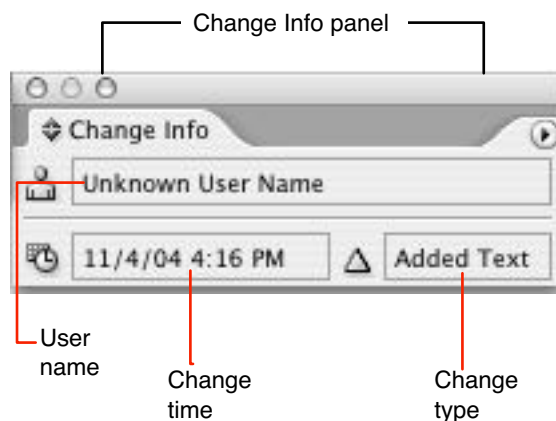 Change Info panel
Change Info
Unknown User Name
11/4/04 4:16 PM
Added Text
User
name
Change
time
Change
type